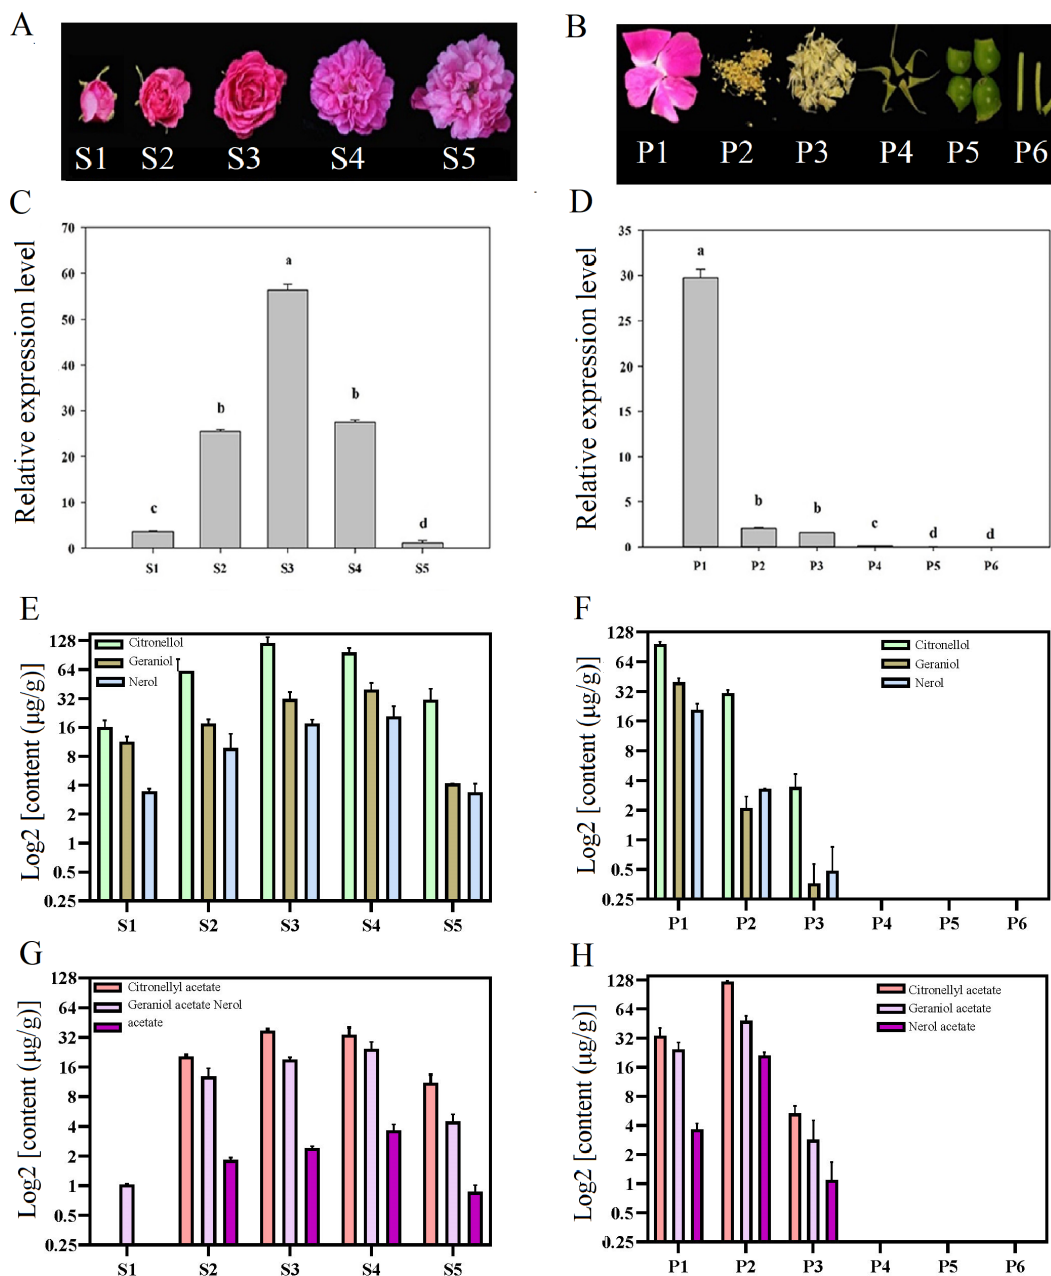 A
S1 S2 S3 S4 S5
B
P1 P2 P3 P4 P5 P6
C
Relative expression level
70
60
50
40
30
20
10
0
a
b
b
c
d
S1 S2 S3 S4 S5
D
Relative expression level
35
30
25
20
15
10
5
0
a
b
b
c
d
d
P1 P2 P3 P4 P5 P6
E
Log2 [content (μg/g)]
128
64
32
16
8
4
2
1
0.5
0.25
Citronellol
Geraniol
Nerol
S1 S2 S3 S4 S5
F
Log2 [content (μg/g)]
128
64
32
16
8
4
2
1
0.5
0.25
Citronellol
Geraniol
Nerol
P1 P2 P3 P4 P5 P6
G
Log2 [content (μg/g)]
128
64
32
16
8
4
2
1
0.5
0.25
Citronellyl acetate
Geraniol acetate Nerol
acetate
S1 S2 S3 S4 S5
H
Log2 [content (μg/g)]
128
64
32
16
8
4
2
1
0.5
0.25
Citronellyl acetate
Geraniol acetate
Nerol acetate
P1 P2 P3 P4 P5 P6